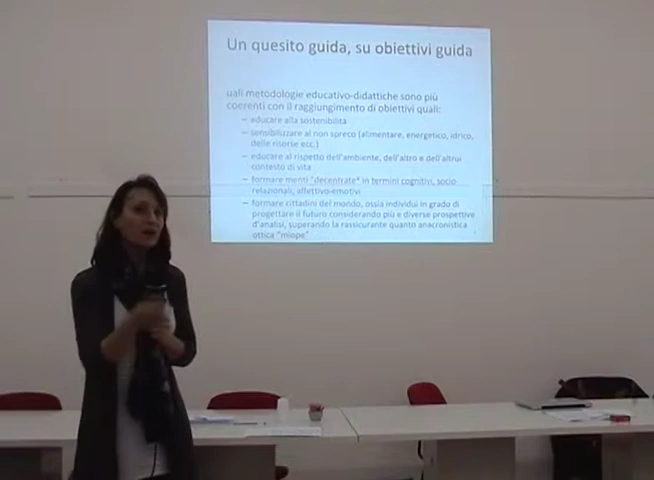 Un quesito guida, su obiettivi guida
uali metodologie educativo-didattiche sono più
coerenti con il raggiungimento di obiettivi quali:
– educare alla sostenibilità
– sensibilizzare al non spreco (alimentare, energetico, idrico,
delle risorse ecc.)
– educare al rispetto dell'ambiente, dell'altro e dell'altrui
contesto di vita
– formare menti "decentrate" in termini cognitivi, socio-
relazionali, affettivo-emotivi
– formare cittadini del mondo, ossia individui in grado di
progettare il futuro considerando più e diverse prospettive
d'analisi, superando la rassicurante quanto anacronistica
ottica "miope"